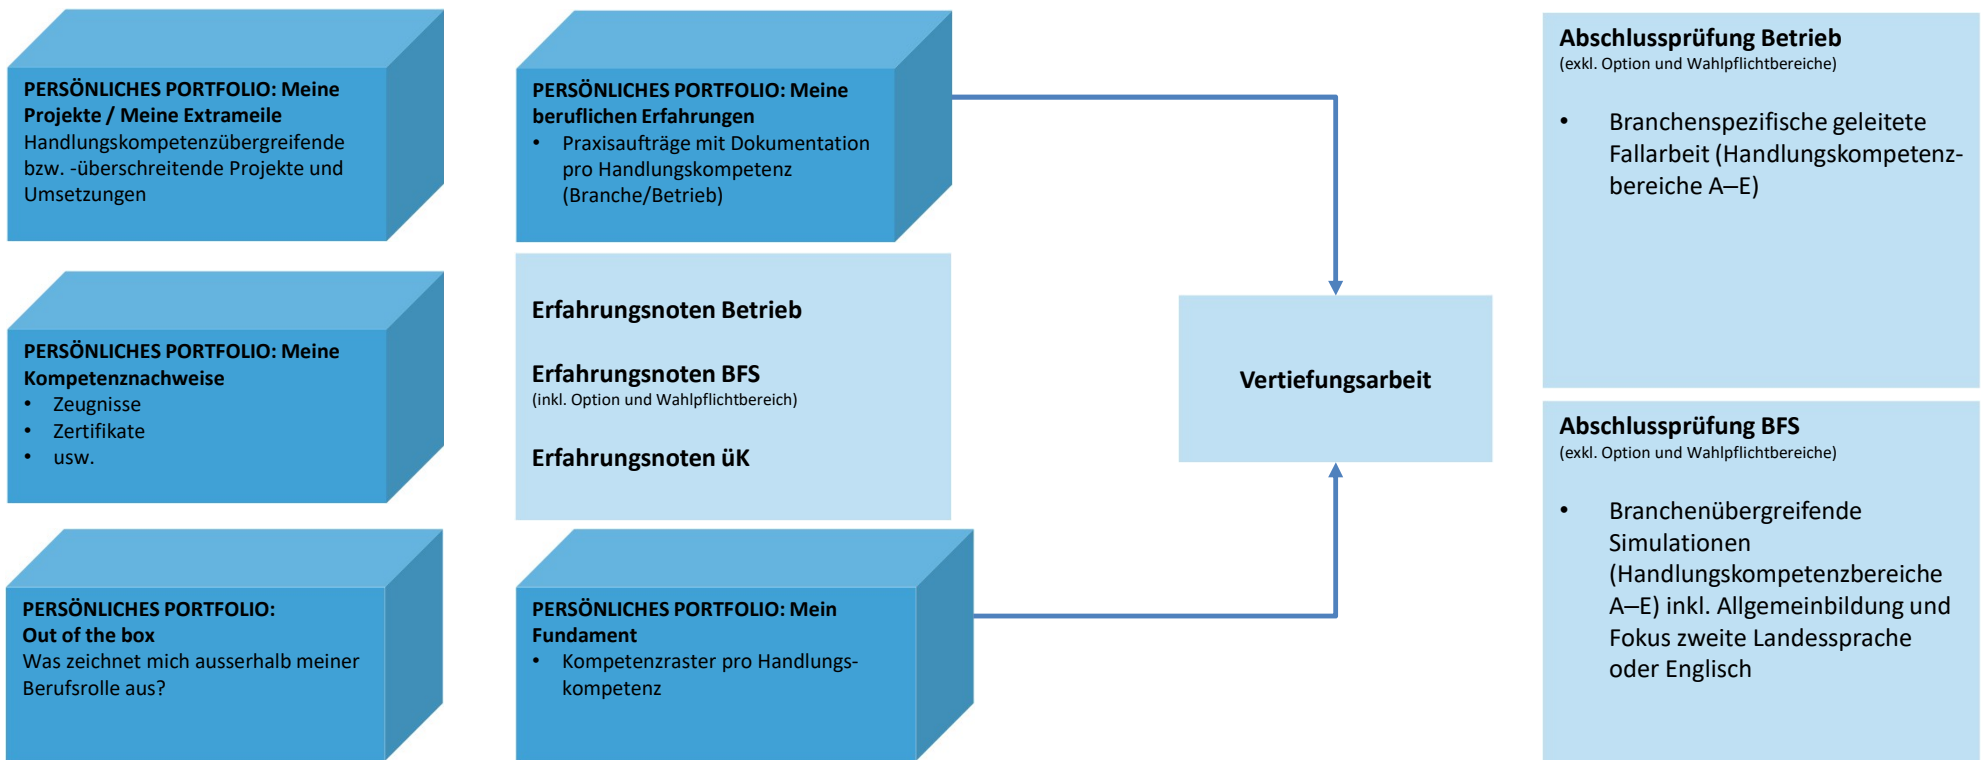 PERSÖNLICHES PORTFOLIO: Meine
Projekte / Meine Extrameile
Handlungskompetenzübergreifende
bzw. -überschreitende Projekte und
Umsetzungen
PERSÖNLICHES PORTFOLIO: Meine
Kompetenznachweise
• Zeugnisse
• Zertifikate
• usw.
PERSÖNLICHES PORTFOLIO:
Out of the box
Was zeichnet mich ausserhalb meiner
Berufsrolle aus?
PERSÖNLICHES PORTFOLIO: Meine
beruflichen Erfahrungen
• Praxisaufträge mit Dokumentation
pro Handlungskompetenz
(Branche/Betrieb)
Erfahrungsnoten Betrieb
Erfahrungsnoten BFS
(inkl. Option und Wahlpflichtbereich)
Erfahrungsnoten üK
PERSÖNLICHES PORTFOLIO: Mein
Fundament
• Kompetenzraster pro Handlungs-
kompetenz
Vertiefungsarbeit
Abschlussprüfung Betrieb
(exkl. Option und Wahlpflichtbereiche)
• Branchenspezifische geleitete
Fallarbeit (Handlungskompetenz-
bereiche A–E)
Abschlussprüfung BFS
(exkl. Option und Wahlpflichtbereiche)
• Branchenübergreifende
Simulationen
(Handlungskompetenzbereiche
A–E) inkl. Allgemeinbildung und
Fokus zweite Landessprache
oder Englisch